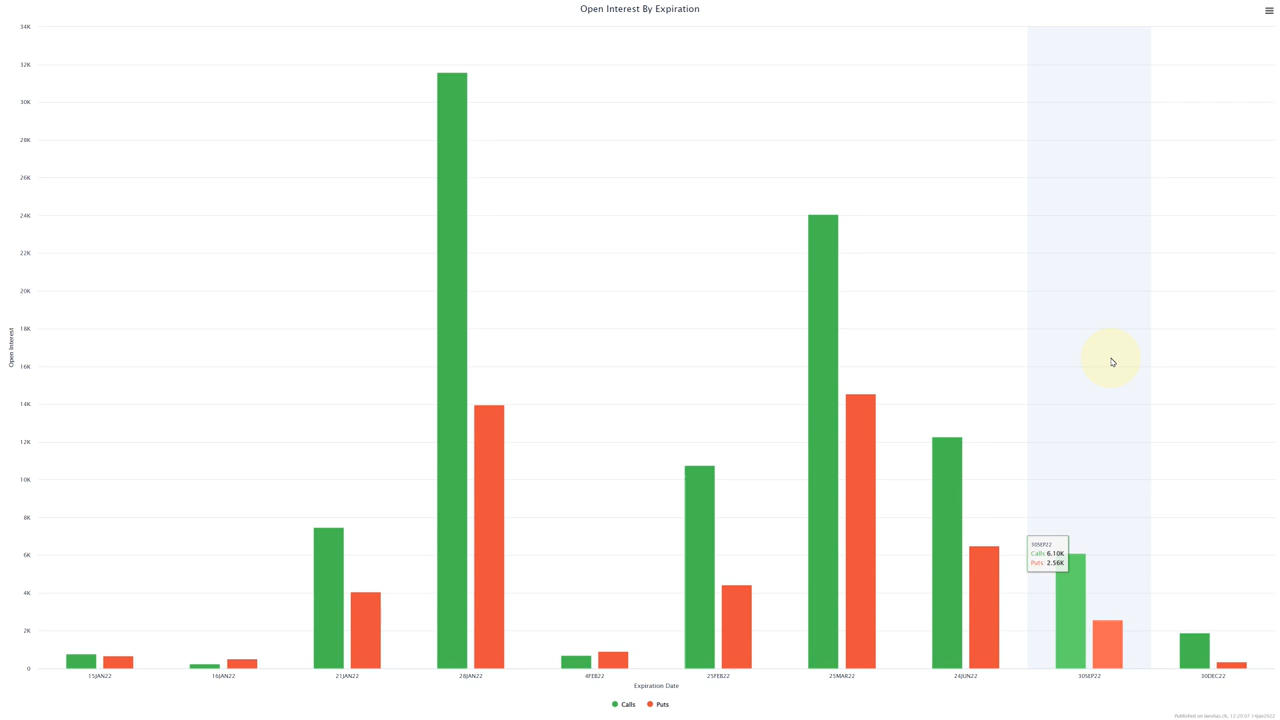 Open Interest By Expiration
34K
32K
30K
28K
26K
24K
22K
20K
18K
16K
14K
12K
10K
8K
6K
4K
2K
0
Open Interest
30SEP22
Calls 6.10K
Puts 2.56K
15JAN22 16JAN22 21JAN22 28JAN22 4FEB22 25FEB22 25MAR22 24JUN22 30SEP22 30DEC22
Expiration Date
Calls Puts